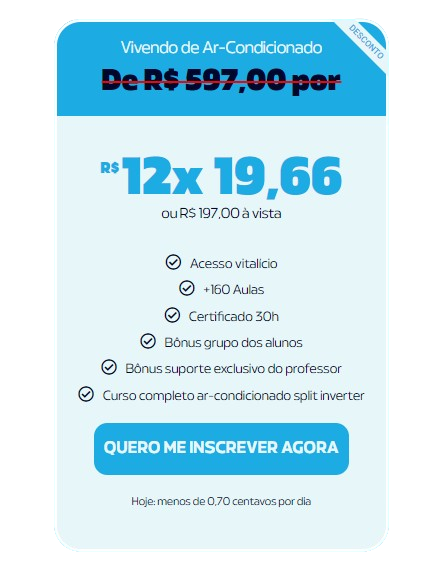 DESCONTO
Vivendo de Ar-Condicionado
De R$ 597,00 por
R$ 12x 19,66
ou R$ 197,00 à vista
Acesso vitalício
+160 Aulas
Certificado 30h
Bônus grupo dos alunos
Bônus suporte exclusivo do professor
Curso completo ar-condicionado split inverter
QUERO ME INSCREVER AGORA
Hoje: menos de 0,70 centavos por dia